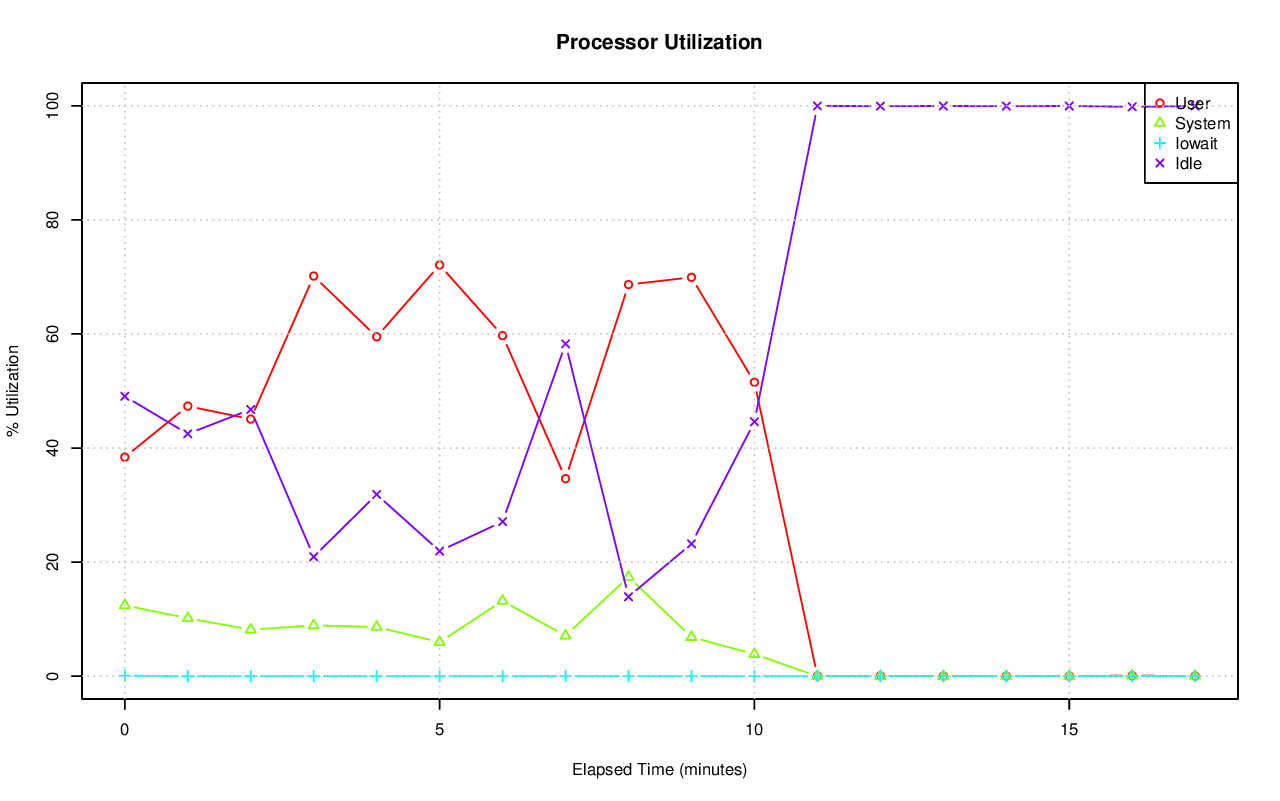 Processor Utilization
% Utilization
100
80
60
40
20
0
0 5 10 15
Elapsed Time (minutes)
User
System
Iowait
Idle